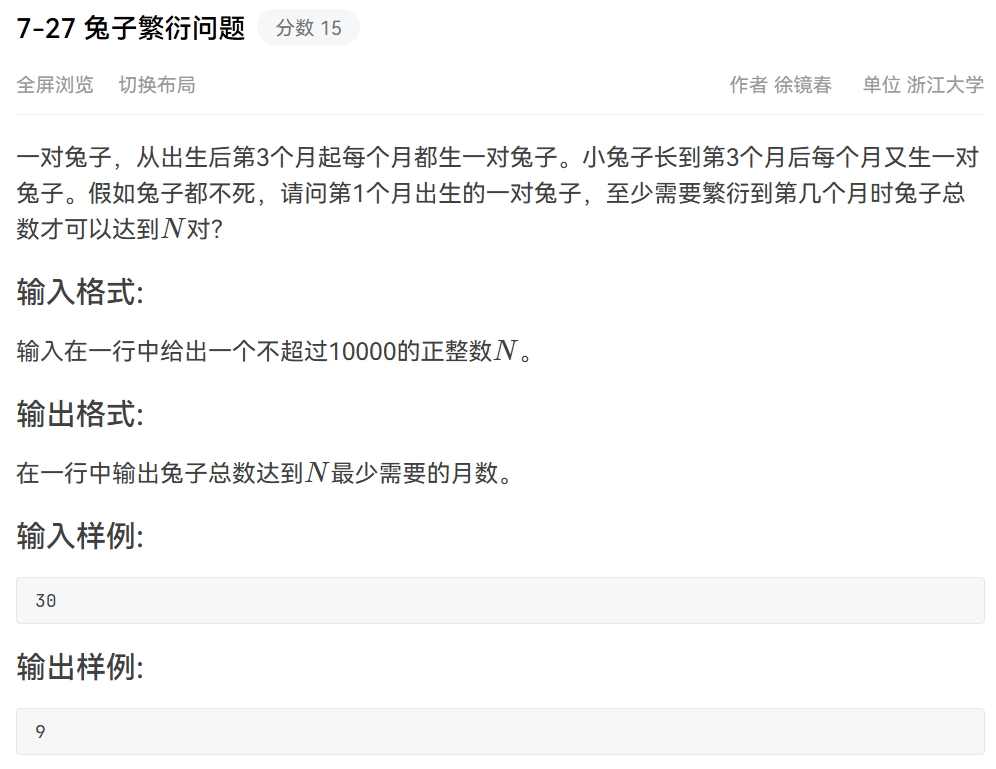 7-27 兔子繁衍问题 分数 15
全屏浏览 切换布局 作者 徐镜春 单位 浙江大学
一对兔子，从出生后第3个月起每个月都生一对兔子。小兔子长到第3个月后每个月又生一对
兔子。假如兔子都不死，请问第1个月出生的一对兔子，至少需要繁衍到第几个月时兔子总
数才可以达到N对？
输入格式:
输入在一行中给出一个不超过10000的正整数N。
输出格式:
在一行中输出兔子总数达到N最少需要的月数。
输入样例:
30
输出样例:
9